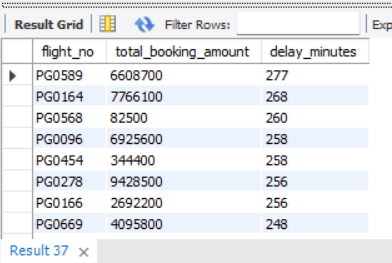 Result Grid Filter Rows: Exp
flight_no total_booking_amount delay_minutes
PG0589 6608700 277
PG0164 7766100 268
PG0568 82500 260
PG0096 6925600 258
PG0454 344400 258
PG0278 9428500 256
PG0166 2692200 256
PG0669 4095800 248
Result 37 ×